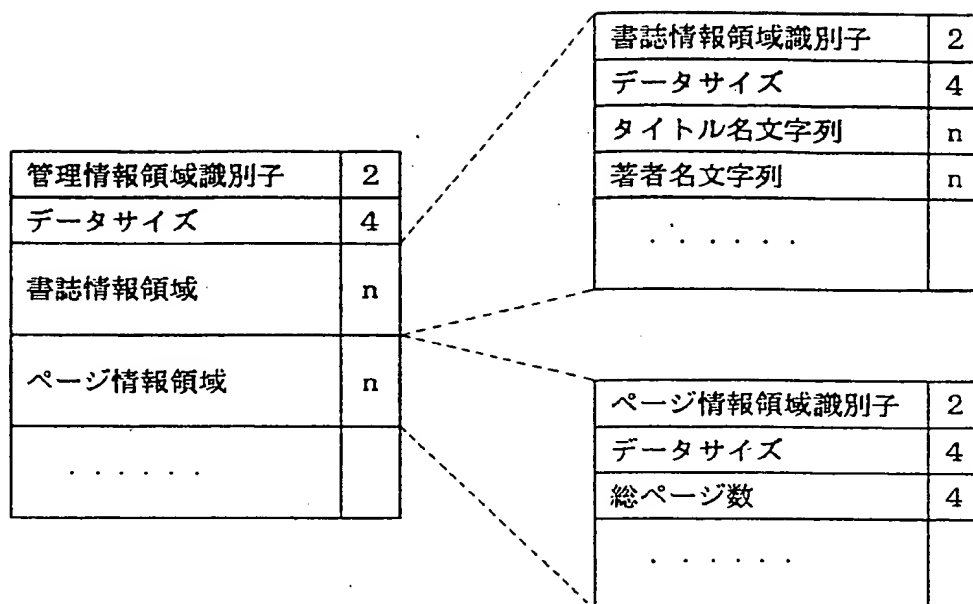 管理情報領域識別子 2
データサイズ 4
書誌情報領域 n
ページ情報領域 n
. . . . . .
書誌情報領域識別子 2
データサイズ 4
タイトル名文字列 n
著者名文字列 n
. . . . . .
ページ情報領域識別子 2
データサイズ 4
総ページ数 4
. . . . . .